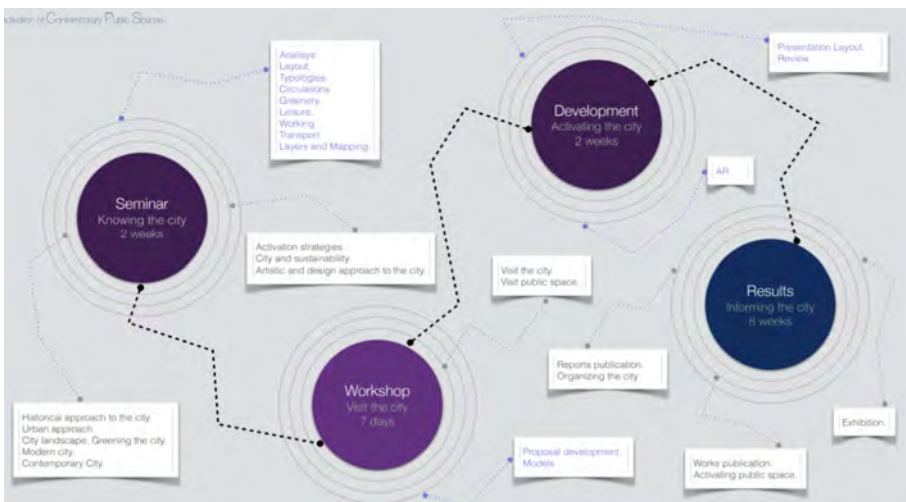 Activation of Contemporary Public Spaces
Analisys
Layout.
Typologies.
Circulasions
Greenery.
Leisure.
Working
Transport
Layers and Mapping.
Presentation Layout.
Review
Development
Activating the city
2 weeks
Seminar
Knowing the city
2 weeks
AR
Activation strategies.
City and sustainability
Artistic and design approach to the city.
Visit the city.
Visit public space.
Results
Informing the city
8 weeks
Reports publication.
Organizing the city
Workshop
Visit the city
7 days
Historical approach to the city.
Urban approach
City landscape. Greening the city.
Modern city.
Contemporary City.
Exhibition.
Proposal development
Models
Works publication.
Activating public space.